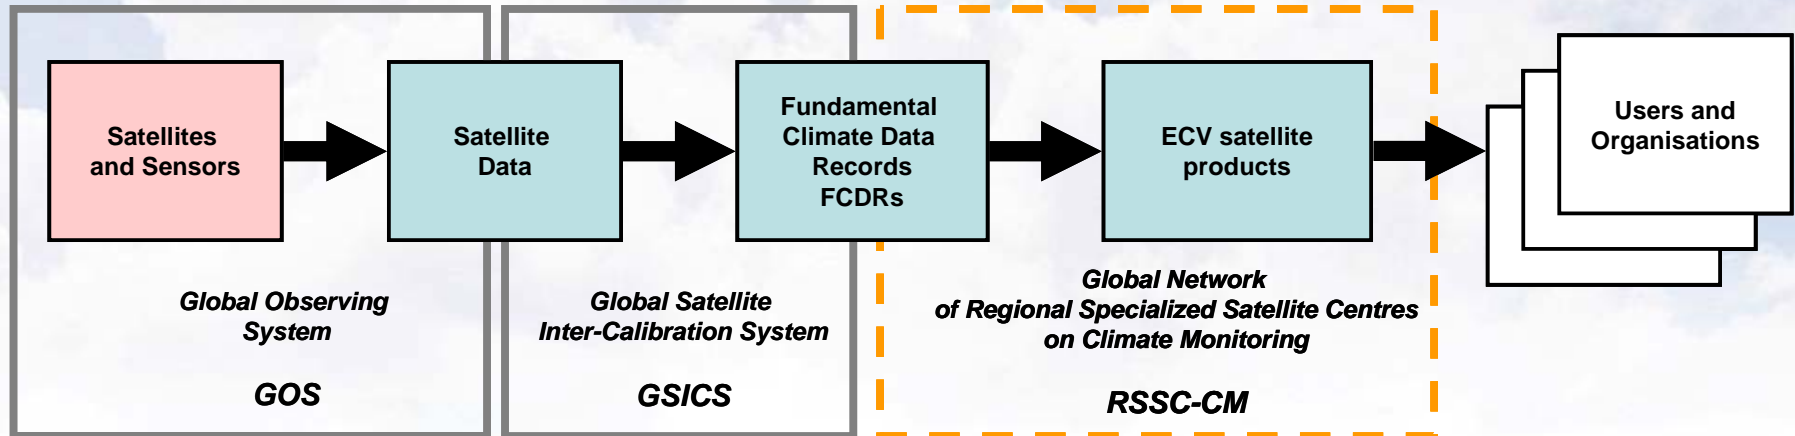 Satellites
and Sensors
Satellite
Data
Fundamental
Climate Data
Records
FCDRs
ECV satellite
products
Users and
Organisations
Global Observing
System
GOS
Global Satellite
Inter-Calibration System
GSICS
Global Network
of Regional Specialized Satellite Centres
on Climate Monitoring
RSSC-CM